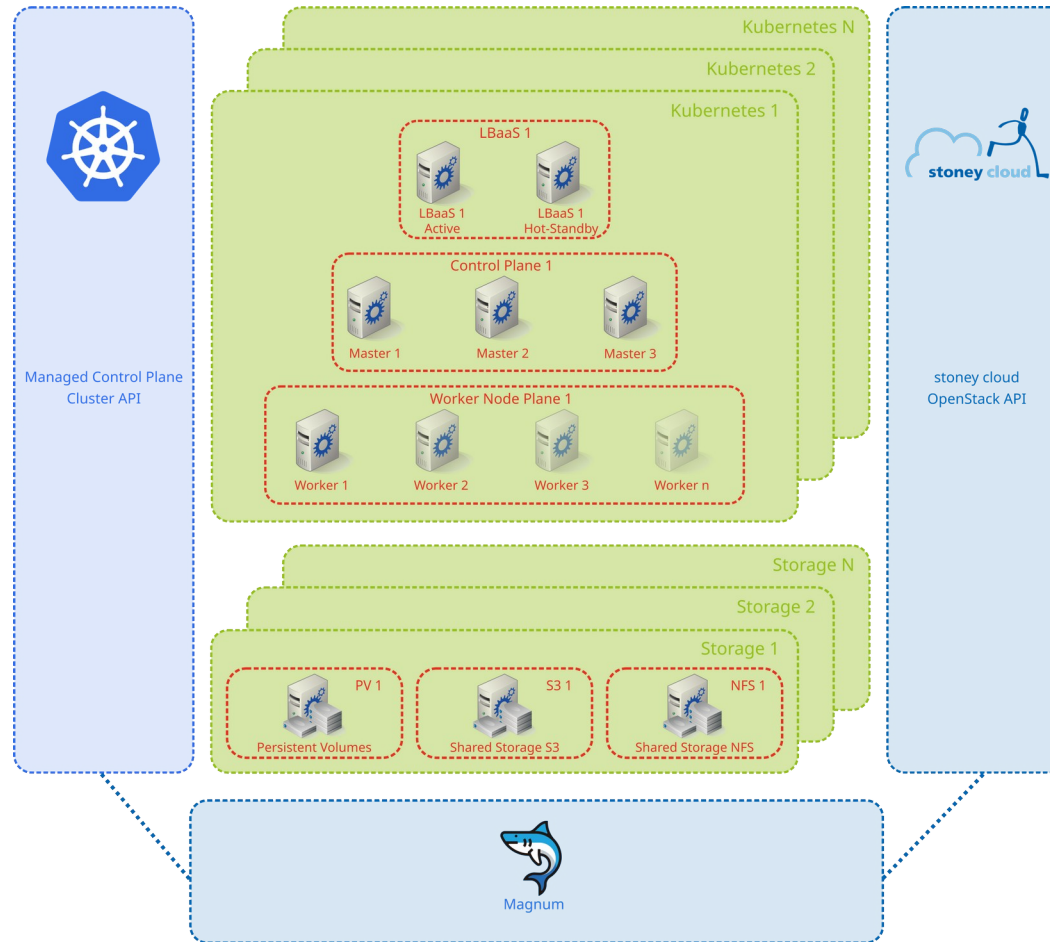 Kubernetes N
Kubernetes 2
Kubernetes 1
LBaaS 1
LBaaS 1
Active
LBaaS 1
Hot-Standby
Control Plane 1
Master 1
Master 2
Master 3
Worker Node Plane 1
Worker 1
Worker 2
Worker 3
Worker n
Managed Control Plane
Cluster API
stoney cloud
stoney cloud
OpenStack API
Storage N
Storage 2
Storage 1
PV 1
Persistent Volumes
S3 1
Shared Storage S3
NFS 1
Shared Storage NFS
Magnum